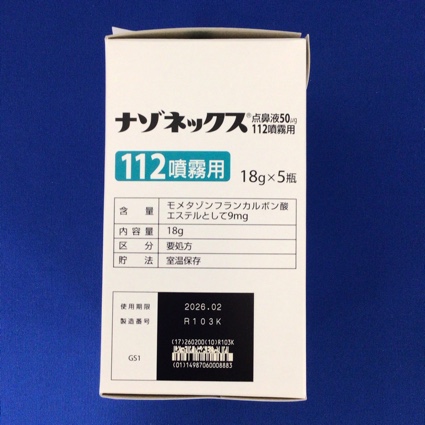 ナゾネックス®点鼻液50μg
112噴霧用
112噴霧用 18g×5瓶
含量 モメタゾンフランカルボン酸
エステルとして9mg
内容量 18g
区分 要処方
貯法 室温保存
使用期限 2026.02
製造番号 R103K
(17)260200(10)R103K
GS1
(01)14987060008883